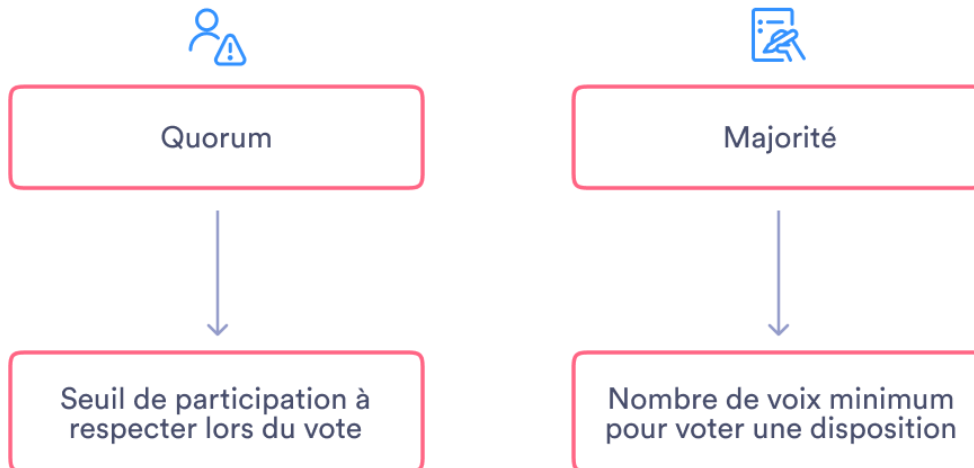 Quorum
Majorité
Seuil de participation à
respecter lors du vote
Nombre de voix minimum
pour voter une disposition